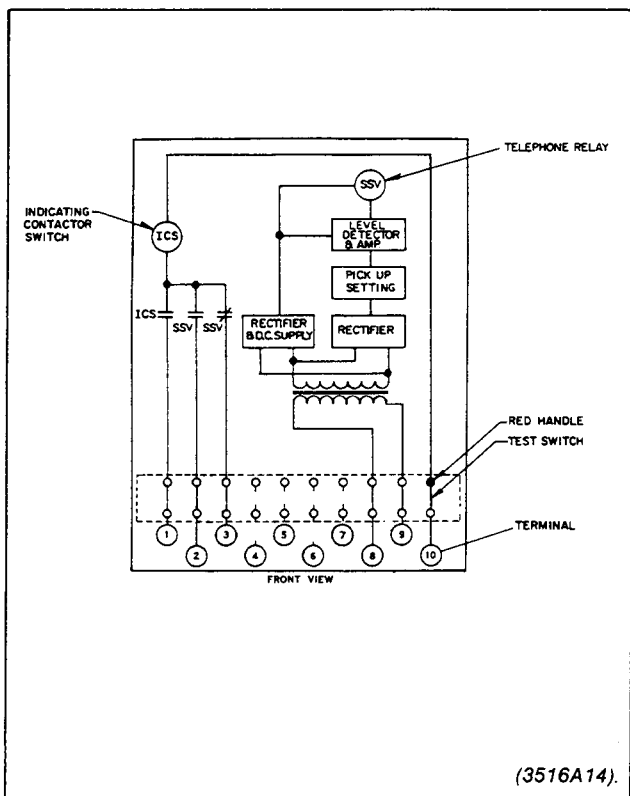 TELEPHONE RELAY
SSV
INDICATING
CONTACTOR
SWITCH
ICS
LEVEL
DETECTOR
& AMP
PICK UP
SETTING
ICS
SSV
SSV
RECTIFIER
& D.C. SUPPLY
RECTIFIER
RED HANDLE
TEST SWITCH
1
3
5
7
9
TERMINAL
2
4
6
8
10
FRONT VIEW
(3516A14).